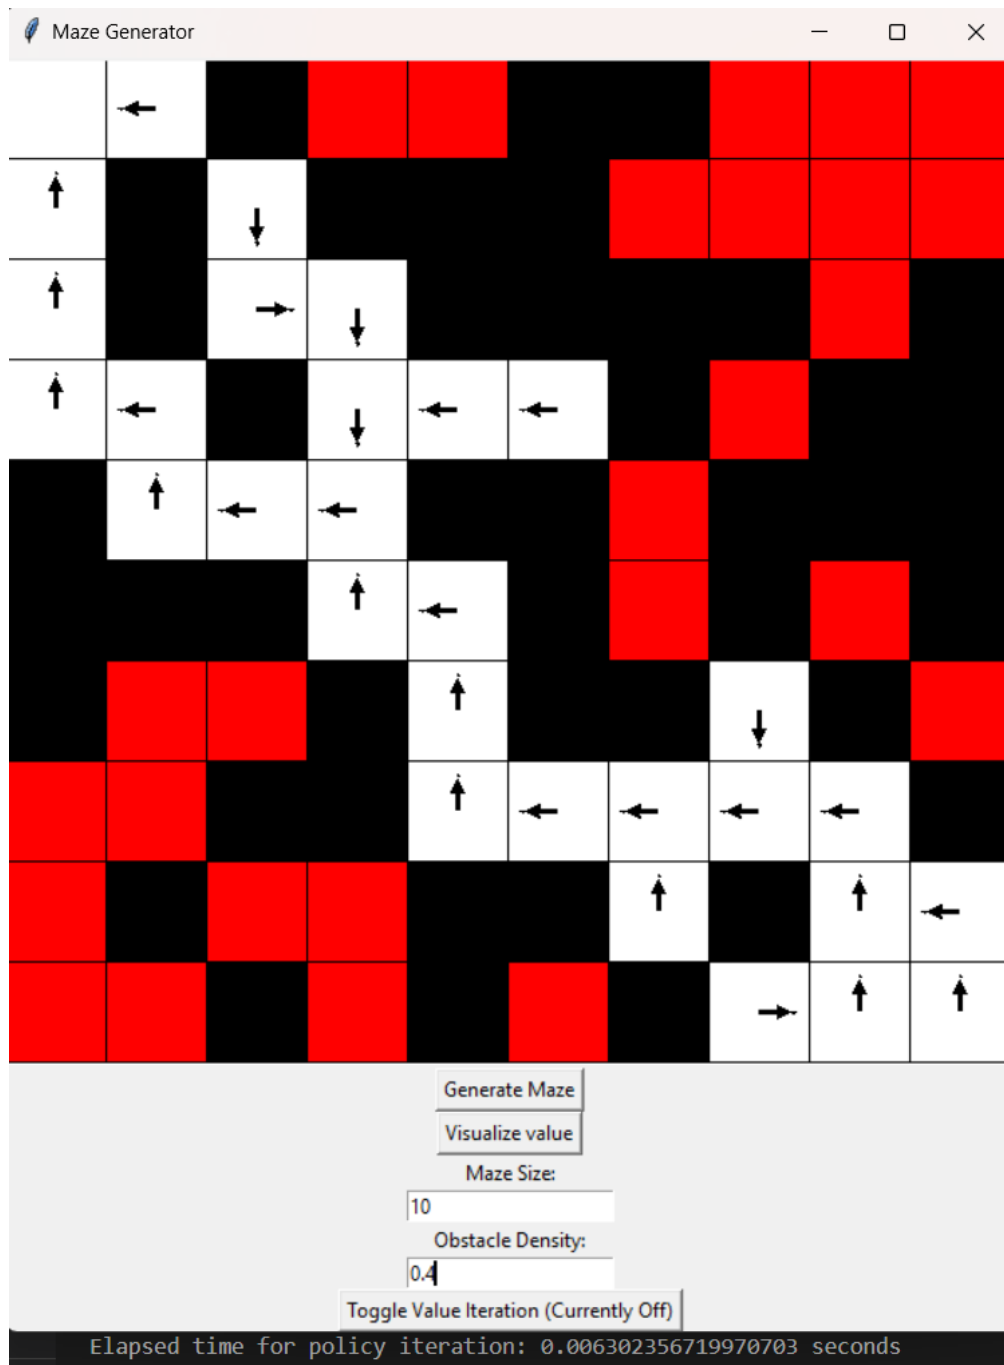 Maze Generator
Generate Maze
Visualize value
Maze Size:
10
Obstacle Density:
0.4
Toggle Value Iteration (Currently Off)
Elapsed time for policy iteration: 0.006302356719970703 seconds